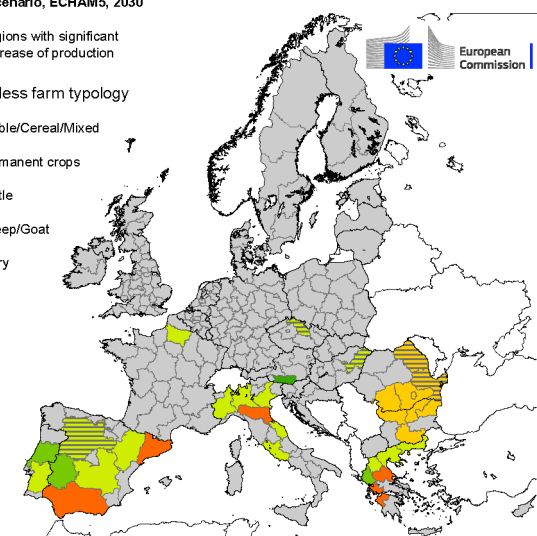 cenario, ECHAM5, 2030
gions with significant
rease of production
less farm typology
ble/Cereal/Mixed
manent crops
tle
eep/Goat
ry
European
Commission